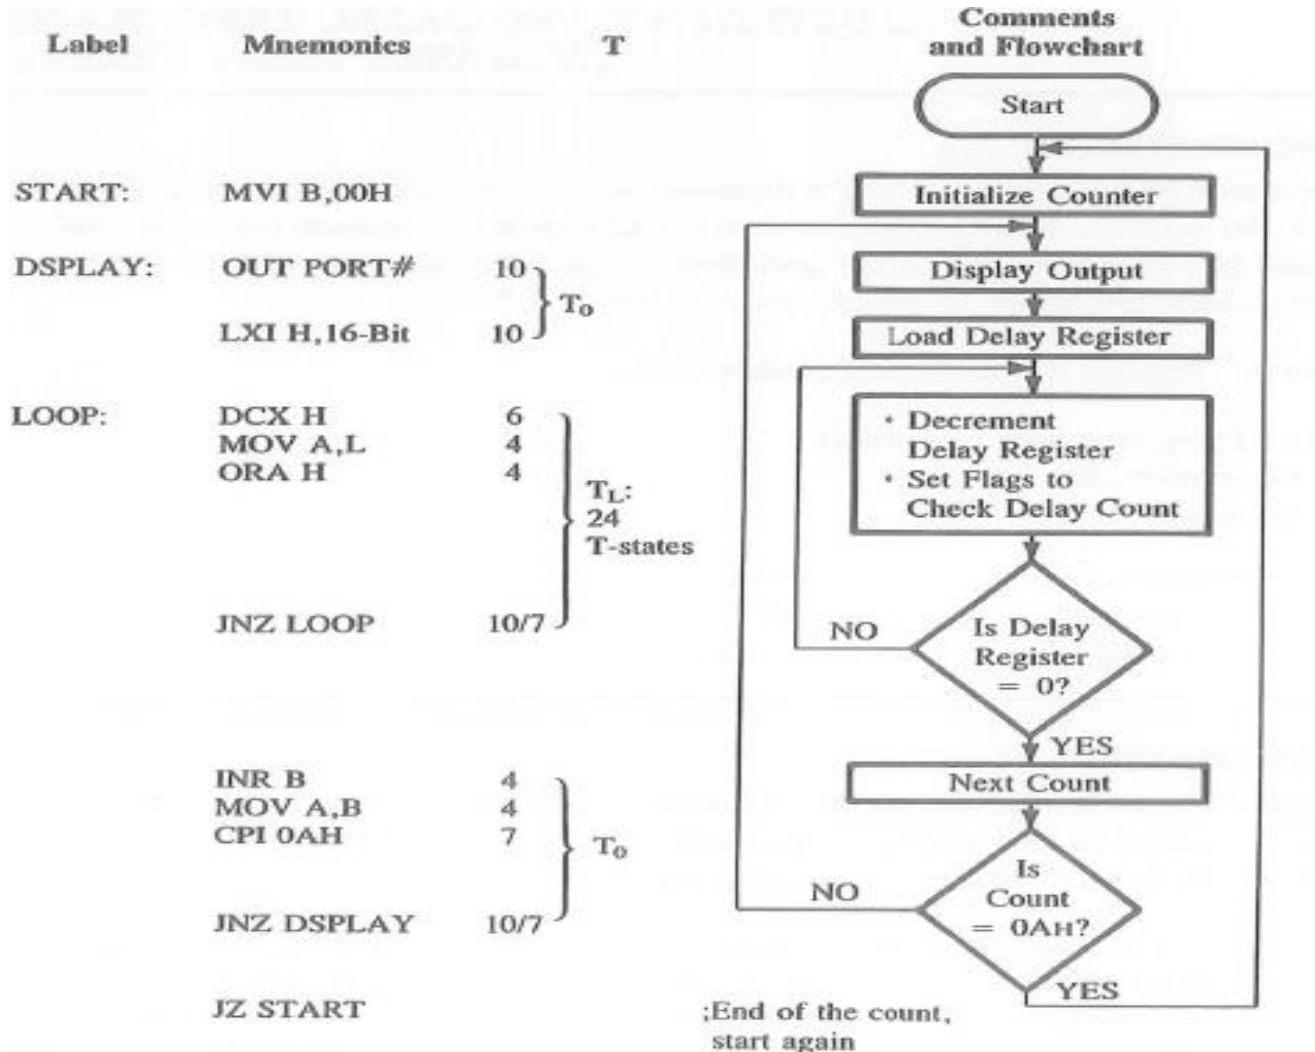 Label Mnemonics T Comments and Flowchart
Start
START: MVI B,00H Initialize Counter
DSPLAY: OUT PORT# 10 Display Output
T0
LXI H,16-Bit 10 Load Delay Register
LOOP: DCX H 6
MOV A,L 4
ORA H 4
TL:
24
T-states
• Decrement
Delay Register
• Set Flags to
Check Delay Count
JNZ LOOP 10/7
NO
Is Delay
Register
= 0?
YES
INR B 4 Next Count
MOV A,B 4
CPI 0AH 7
T0
NO
Is
Count
= 0AH?
JNZ DSPLAY 10/7
YES
JZ START ;End of the count,
start again